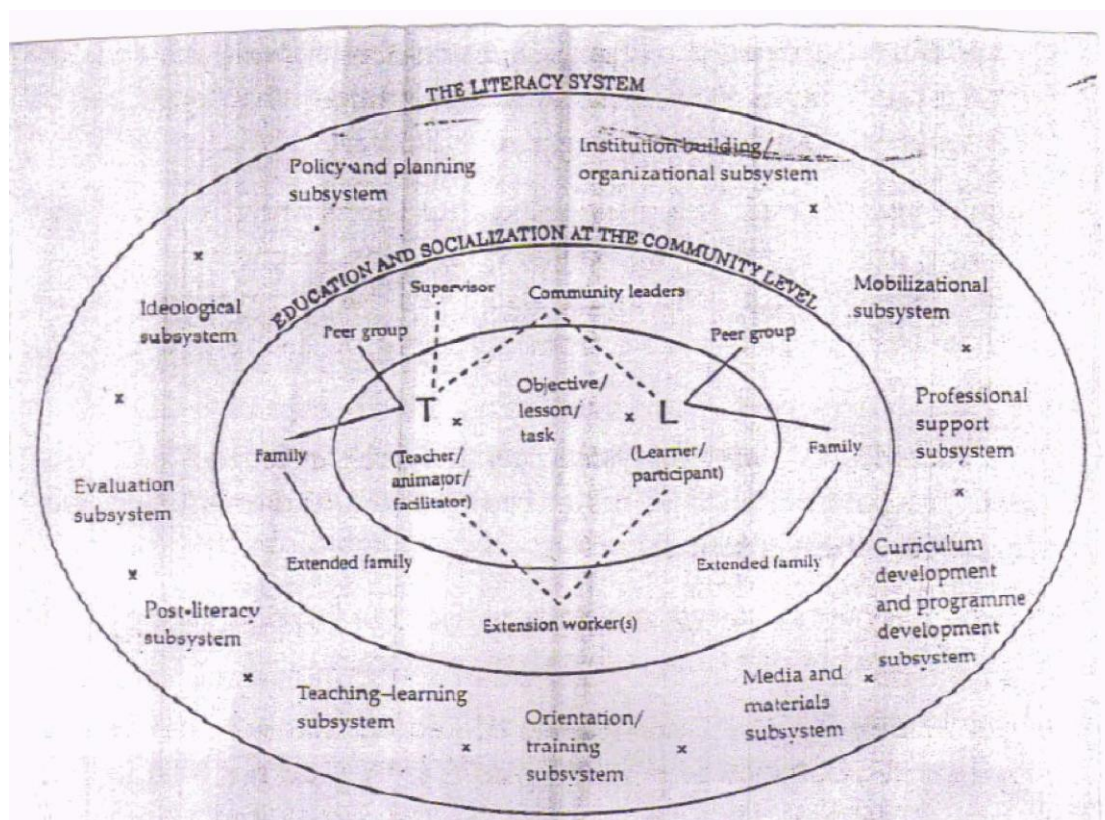 THE LITERACY SYSTEM
Policy and planning
subsystem
Institution-building/
organizational subsystem
Mobilizational
subsystem
Professional
support
subsystem
Curriculum
development
and programme
development
subsystem
Media and
materials
subsystem
Orientation/
training
subsystem
Teaching–learning
subsystem
Post-literacy
subsystem
Evaluation
subsystem
Ideological
subsystem
EDUCATION AND SOCIALIZATION AT THE COMMUNITY LEVEL
Supervisor
Community leaders
Peer group
Peer group
Family
Family
Extended family
Extended family
Extension worker(s)
T
(Teacher/
animator/
facilitator)
Objective/
lesson/
task
L
(Learner/
participant)